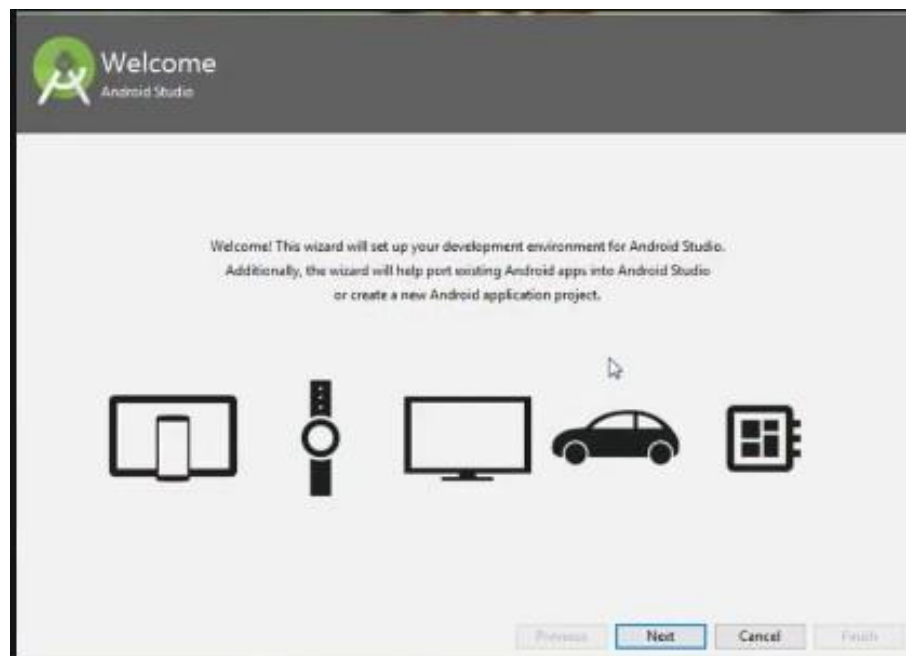 Welcome
Android Studio
Welcome! This wizard will set up your development environment for Android Studio.
Additionally, the wizard will help port existing Android apps into Android Studio
or create a new Android application project.
Previous
Next
Cancel
Finish